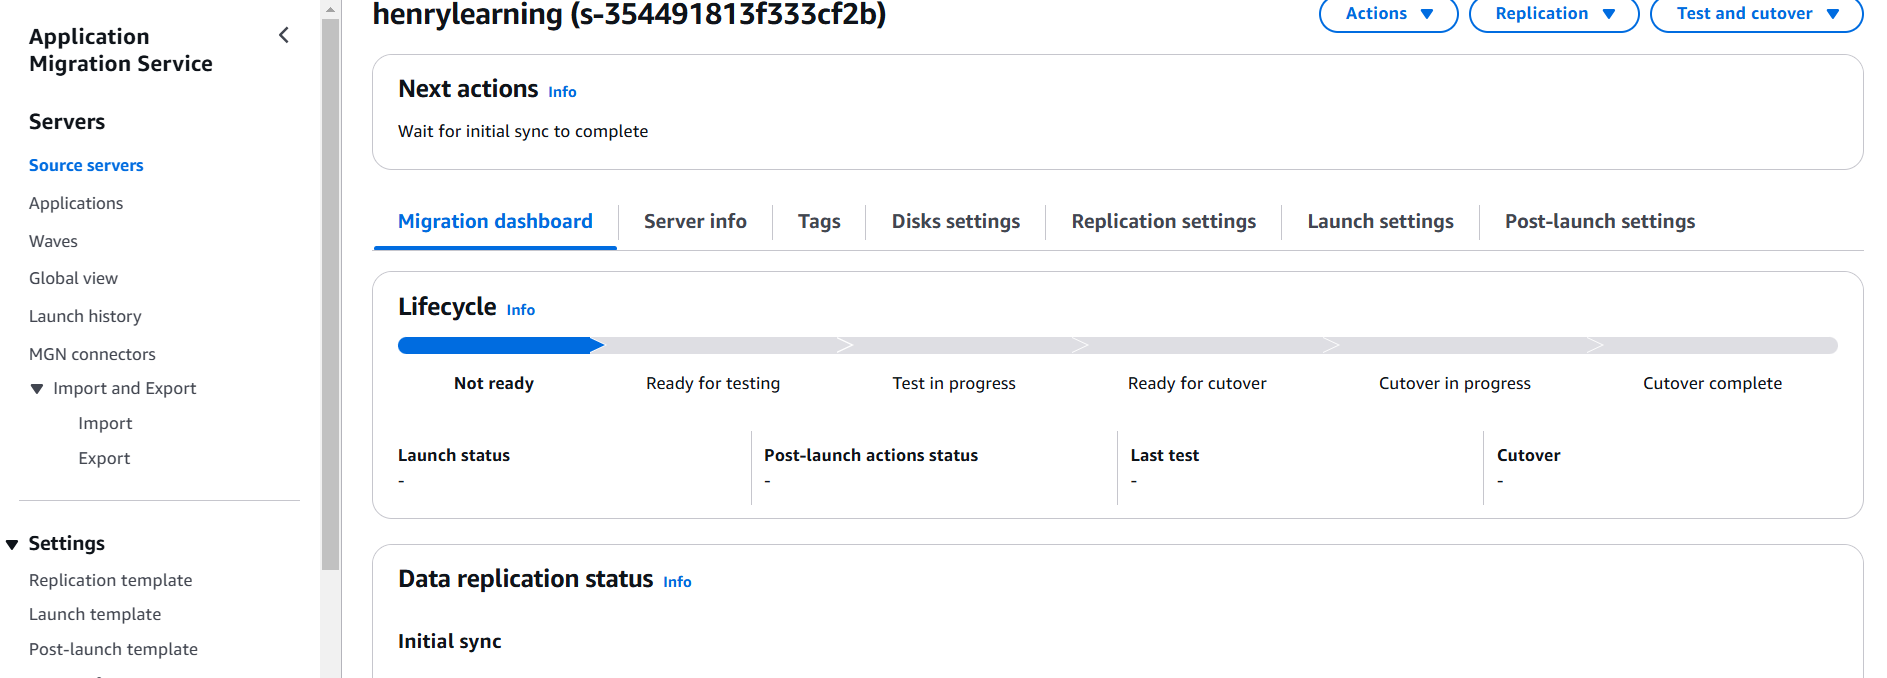 Application
Migration Service
Servers
Source servers
Applications
Waves
Global view
Launch history
MGN connectors
Import and Export
Import
Export
Settings
Replication template
Launch template
Post-launch template
henrylearning (s-354491813f333cf2b)
Actions
Replication
Test and cutover
Next actions Info
Wait for initial sync to complete
Migration dashboard
Server info
Tags
Disks settings
Replication settings
Launch settings
Post-launch settings
Lifecycle Info
Not ready
Ready for testing
Test in progress
Ready for cutover
Cutover in progress
Cutover complete
Launch status
-
Post-launch actions status
-
Last test
-
Cutover
-
Data replication status Info
Initial sync